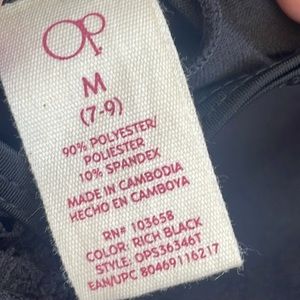 Op
M
(7-9)
90% POLYESTER/
POLIÉSTER
10% SPANDEX
MADE IN CAMBODIA
HECHO EN CAMBOYA
RN# 103658
COLOR: RICH BLACK
STYLE: OPS36346T
EAN/UPC 80469116217